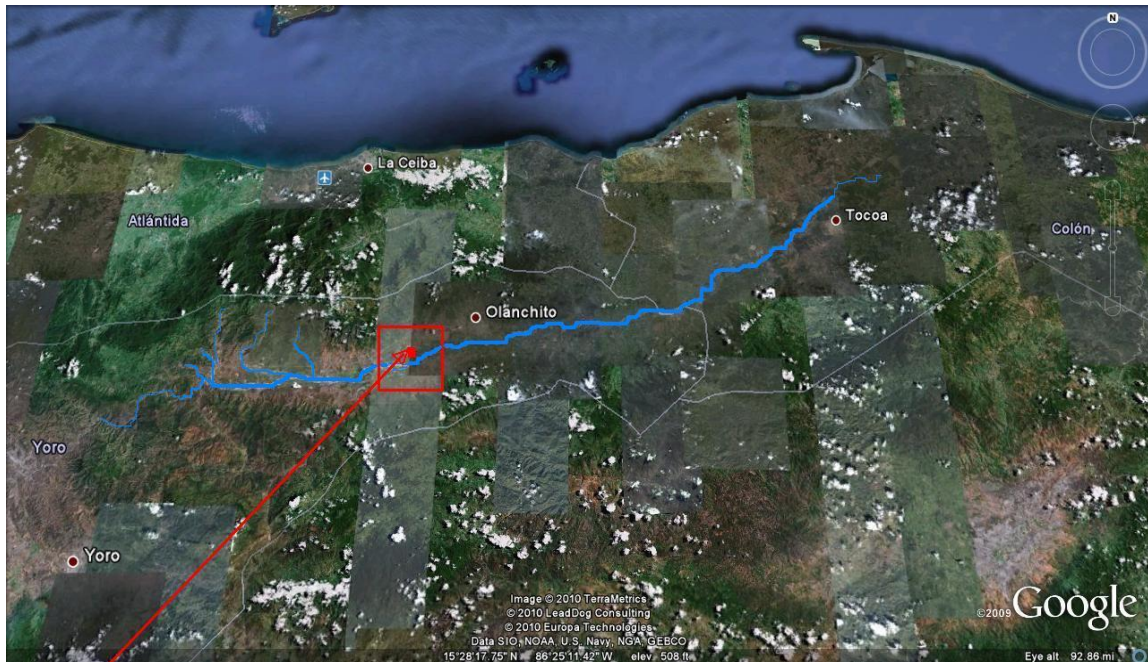 N
La Ceiba
Atlántida
Tocoa
Colón
Olanchito
Yoro
Yoro
Image © 2010 TerraMetrics
© 2010 LeadDog Consulting
© 2010 Europa Technologies
Data SIO, NOAA, U.S. Navy, NGA, GEBCO
©2009 Google
15°28'17.75" N 86°25'11.42" W elev 508 ft Eye alt 92.86 mi